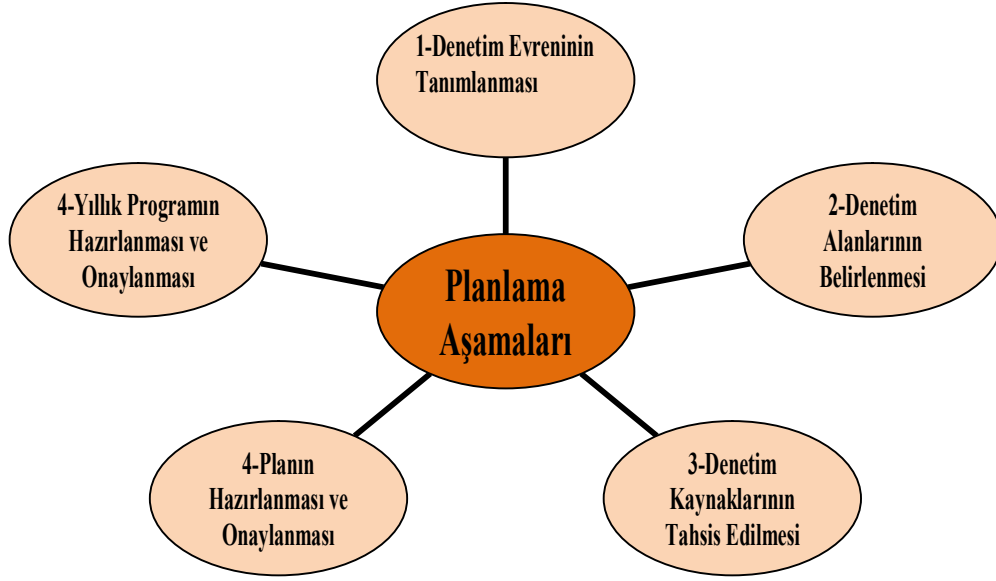 1-Denetim Evreninin
Tanımlanması
2-Denetim
Alanlarının
Belirlenmesi
3-Denetim
Kaynaklarının
Tahsis Edilmesi
4-Planın
Hazırlanması ve
Onaylanması
4-Yıllık Programın
Hazırlanması ve
Onaylanması
Planlama
Aşamaları